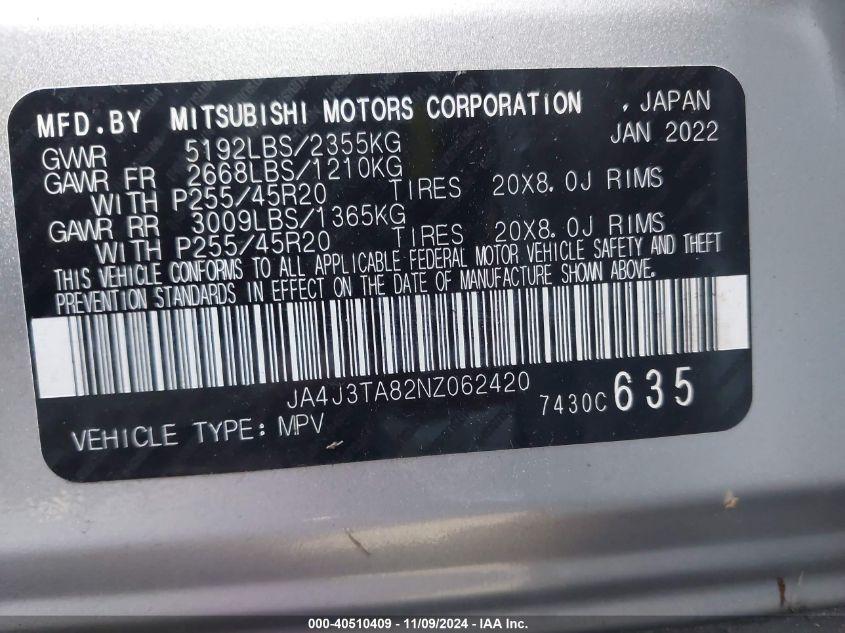 MFD.BY MITSUBISHI MOTORS CORPORATION , JAPAN
GVWR 5192LBS/2355KG JAN 2022
GAWR FR 2668LBS/1210KG
WITH P255/45R20 TIRES 20X8.0J RIMS
GAWR RR 3009LBS/1365KG
WITH P255/45R20 TIRES 20X8.0J RIMS
THIS VEHICLE CONFORMS TO ALL APPLICABLE FEDERAL MOTOR VEHICLE SAFETY AND THEFT
PREVENTION STANDARDS IN EFFECT ON THE DATE OF MANUFACTURE SHOWN ABOVE.
JA4J3TA82NZ062420 7430C 635
VEHICLE TYPE: MPV
000-40510409 - 11/09/2024 - IAA Inc.